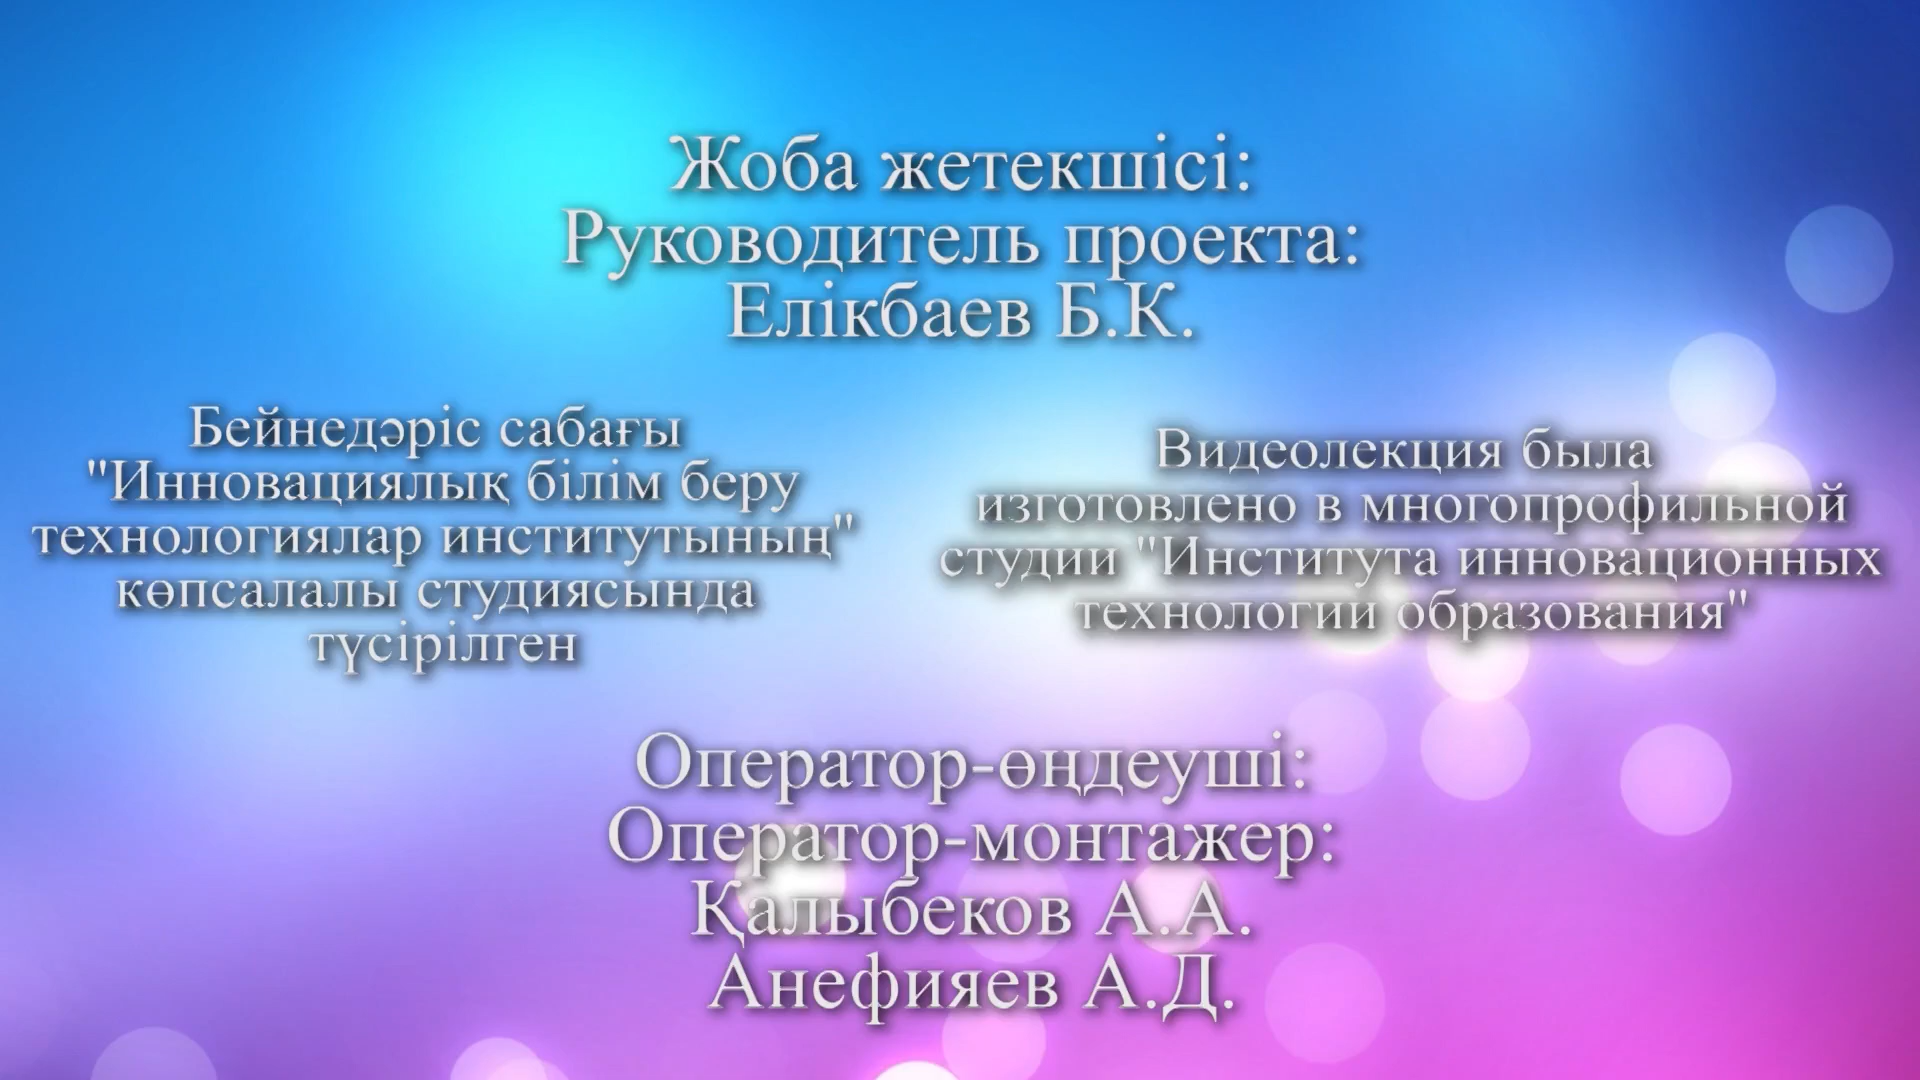 Жоба жетекшісі:
Руководитель проекта:
Елікбаев Б.К.
Бейнедәріс сабағы
"Инновациялық білім беру
технологиялар институтының"
көпсалалы студиясында
түсірілген
Видеолекция была
изготовлено в многопрофильной
студии "Института инновационных
технологии образования"
Оператор-өңдеуші:
Оператор-монтажер:
Қалыбеков А.А.
Анефияев А.Д.